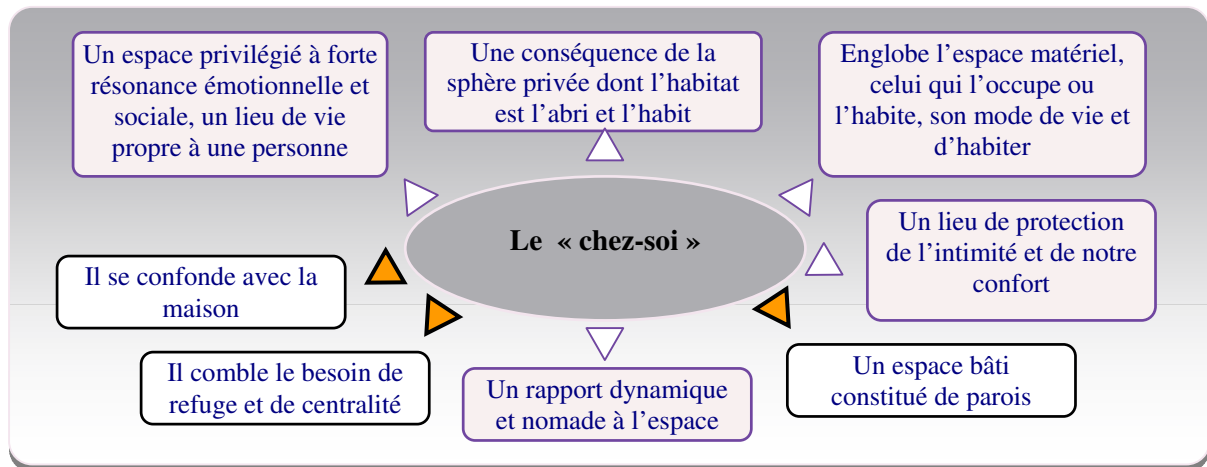 Un espace privilégié à forte
résonance émotionnelle et
sociale, un lieu de vie
propre à une personne
Une conséquence de la
sphère privée dont l’habitat
est l’abri et l’habit
Englobe l’espace matériel,
celui qui l’occupe ou
l’habite, son mode de vie et
d’habiter
Le « chez-soi »
Un lieu de protection
de l’intimité et de notre
confort
Il se confonde avec la
maison
Il comble le besoin de
refuge et de centralité
Un rapport dynamique
et nomade à l’espace
Un espace bâti
constitué de parois